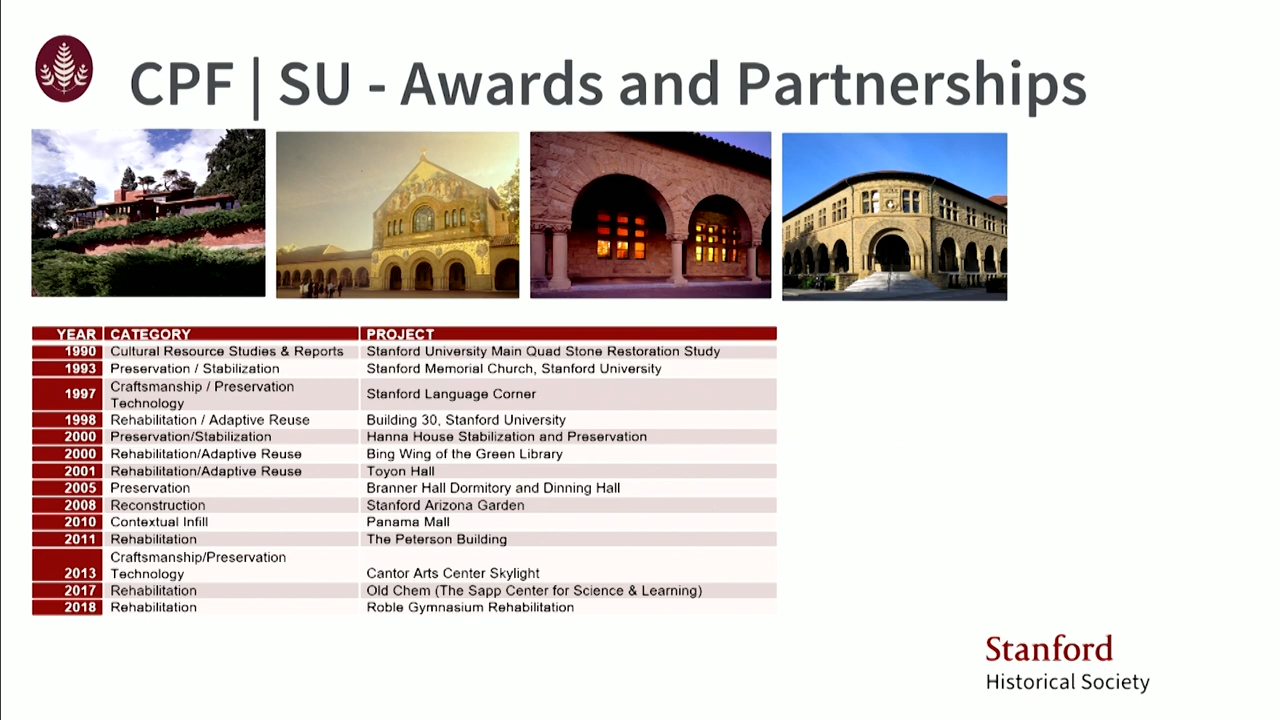 CPF | SU - Awards and Partnerships
YEAR CATEGORY PROJECT
1990 Cultural Resource Studies & Reports Stanford University Main Quad Stone Restoration Study
1993 Preservation / Stabilization Stanford Memorial Church, Stanford University
1997 Craftsmanship / Preservation Technology Stanford Language Corner
1998 Rehabilitation / Adaptive Reuse Building 30, Stanford University
2000 Preservation/Stabilization Hanna House Stabilization and Preservation
2000 Rehabilitation/Adaptive Reuse Bing Wing of the Green Library
2001 Rehabilitation/Adaptive Reuse Toyon Hall
2005 Preservation Branner Hall Dormitory and Dinning Hall
2008 Reconstruction Stanford Arizona Garden
2010 Contextual Infill Panama Mall
2011 Rehabilitation The Peterson Building
2013 Craftsmanship/Preservation Technology Cantor Arts Center Skylight
2017 Rehabilitation Old Chem (The Sapp Center for Science & Learning)
2018 Rehabilitation Roble Gymnasium Rehabilitation
Stanford
Historical Society